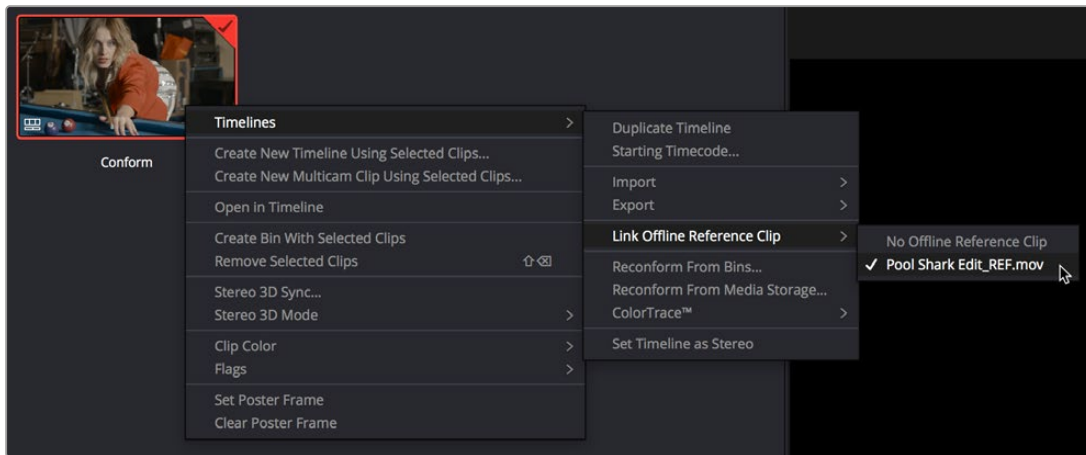 Conform
Timelines >
Create New Timeline Using Selected Clips...
Create New Multicam Clip Using Selected Clips...
Open in Timeline
Create Bin With Selected Clips
Remove Selected Clips ⇧⌫
Stereo 3D Sync...
Stereo 3D Mode >
Clip Color >
Flags >
Set Poster Frame
Clear Poster Frame
Duplicate Timeline
Starting Timecode...
Import >
Export >
Link Offline Reference Clip >
Reconform From Bins...
Reconform From Media Storage...
ColorTrace™ >
Set Timeline as Stereo
No Offline Reference Clip
✓ Pool Shark Edit_REF.mov